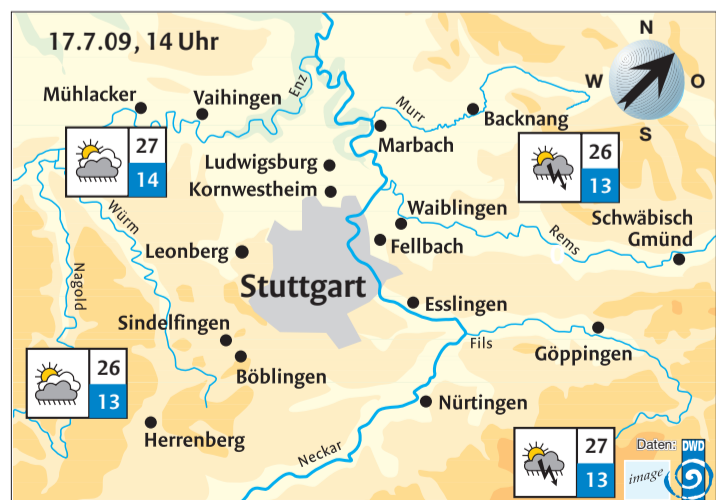 17.7.09, 14 Uhr
N
W
O
S
Mühlacker
Vaihingen
Enz
Murr
Backnang
Marbach
27
14
26
13
Ludwigsburg
Kornwestheim
Waiblingen
Schwäbisch
Gmünd
Würm
Rems
Fellbach
Leonberg
Nagold
Stuttgart
Esslingen
Sindelfingen
Fils
Göppingen
Böblingen
26
13
Nürtingen
Herrenberg
Neckar
27
13
Daten:
DWD
image